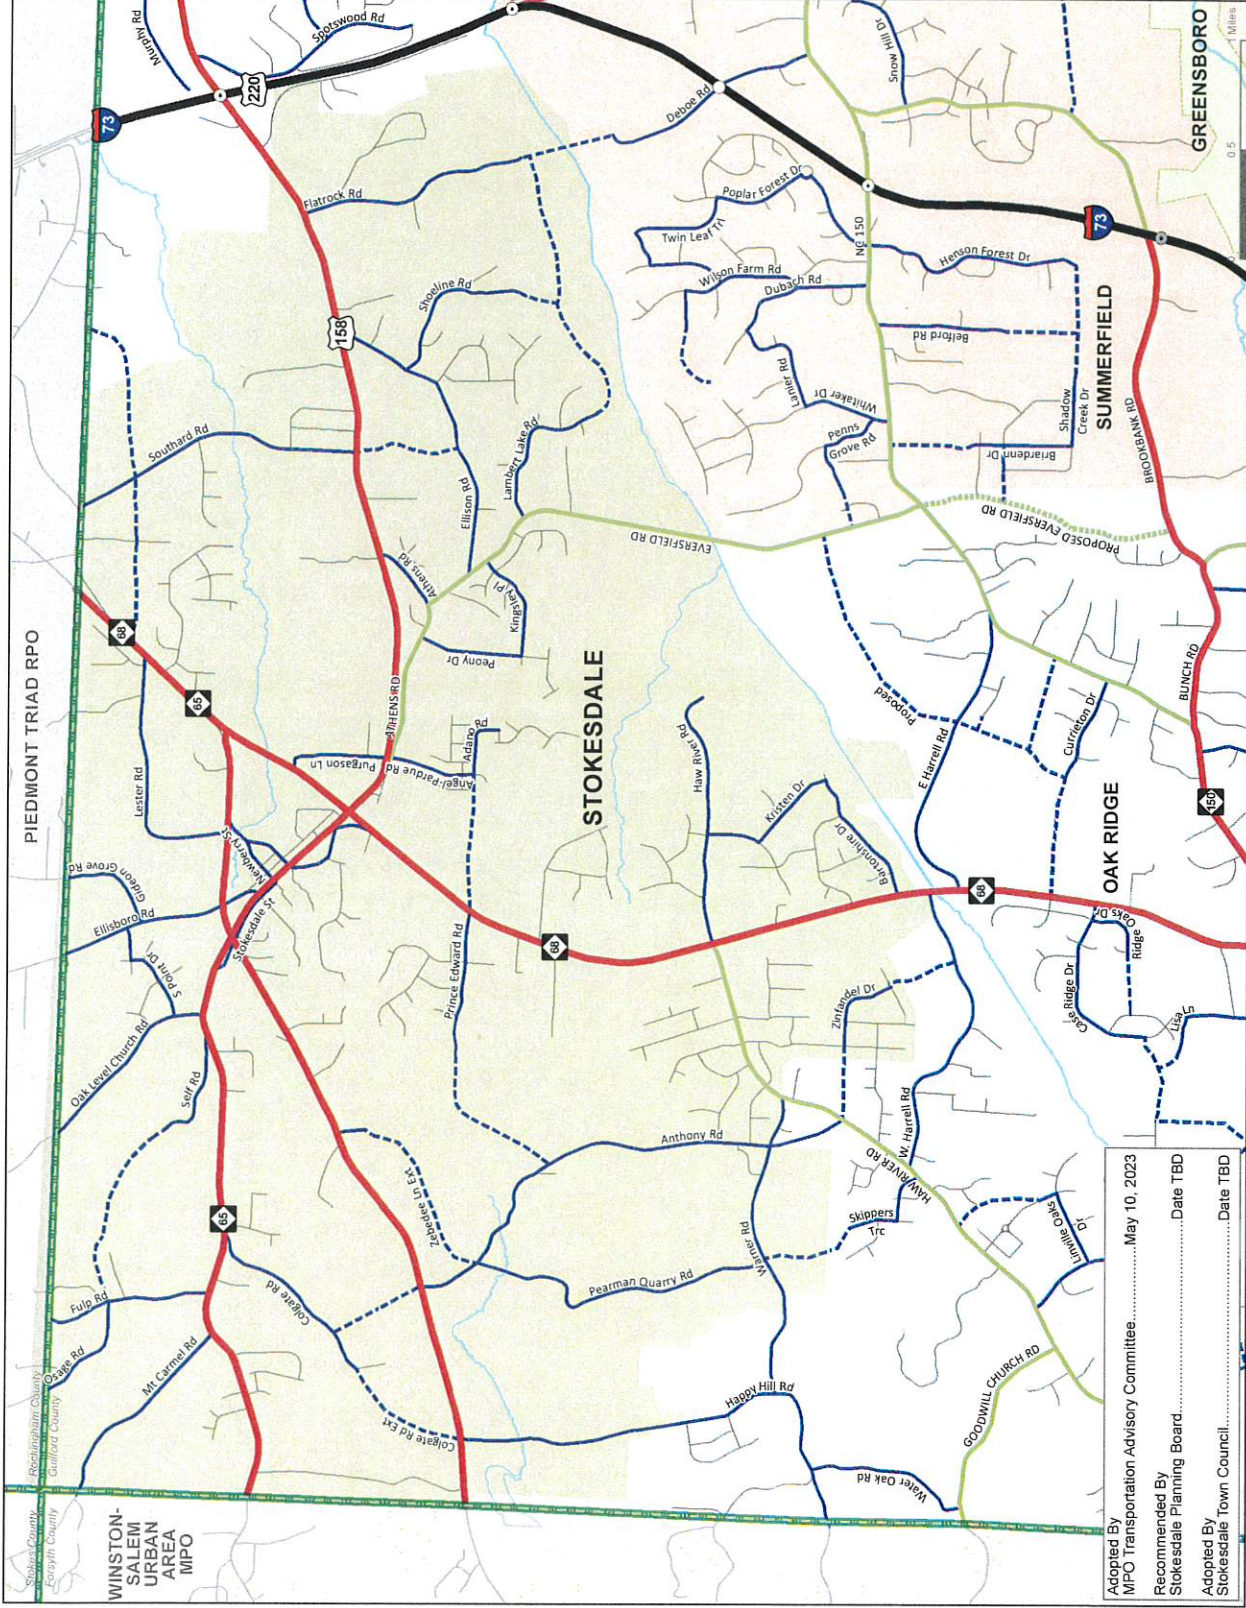 PIEDMONT TRIAD RPO
Stokes County
Forsyth County
Rockingham County
Guilford County
WINSTON-
SALEM
URBAN
AREA
MPO
STOKESDALE
OAK RIDGE
SUMMERFIELD
GREENSBORO
Osage Rd
Fulp Rd
Mt Carmel Rd
65
Colgate Rd
Colgate Rd Ext
Zebedee Ln Ext
Self Rd
Oak Level Church Rd
S Point Dr
Ellisboro Rd
Gideon Grove Rd
Stokesdale St
Newberry St
Lester Rd
65
68
Southard Rd
Purgason Ln
Angel-Pardue Rd
Adano Rd
ATHENS RD
Athens Rd
Peony Dr
Kingsley Pl
Ellison Rd
Lambert Lake Rd
158
Shoeline Rd
Flatrock Rd
73
220
Murphy Rd
Spotswood Rd
Prince Edward Rd
68
Haw River Rd
Kristen Dr
Bartonshire Dr
Anthony Rd
Pearman Quarry Rd
Warner Rd
Happy Hill Rd
Water Oak Rd
GOODWILL CHURCH RD
HAW RIVER RD
Skippers
Trc
W. Harrell Rd
Zinfandel Dr
Linville Oaks
Dr
68
E Harrell Rd
Proposed
Currieton Dr
Case Ridge Dr
Ridge
Oaks Dr
Lisa Ln
150
BUNCH RD
EVERSFIELD RD
PROPOSED EVERSFIELD RD
BROOKBANK RD
Penns
Grove Rd
Whitaker Dr
Lanier Rd
Dubach Rd
Wilson Farm Rd
Twin Leaf Trl
Poplar Forest Dr
Deboe Rd
NC 150
Snow Hill Dr
Henson Forest Dr
Belford Rd
Briardenn Dr
Shadow
Creek Dr
73
0
0.5
1 Miles
Adopted By
MPO Transportation Advisory Committee.................May 10, 2023
Recommended By
Stokesdale Planning Board.....................................Date TBD
Adopted By
Stokesdale Town Council........................................Date TBD